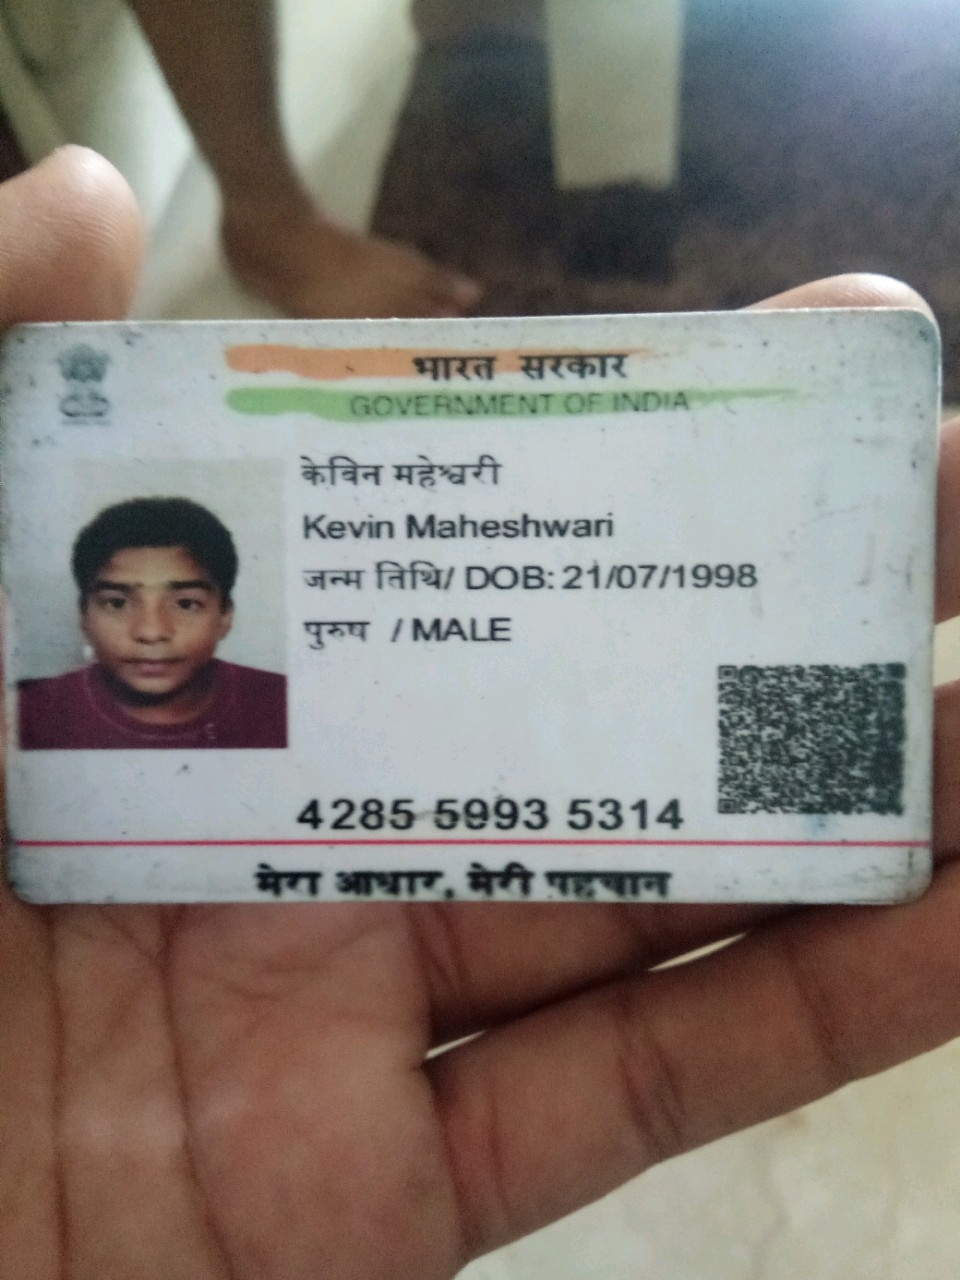 भारत सरकार
GOVERNMENT OF INDIA
केविन महेश्वरी
Kevin Maheshwari
जन्म तिथि/ DOB: 21/07/1998
पुरुष / MALE
4285 5993 5314
मेरा आधार, मेरी पहचान